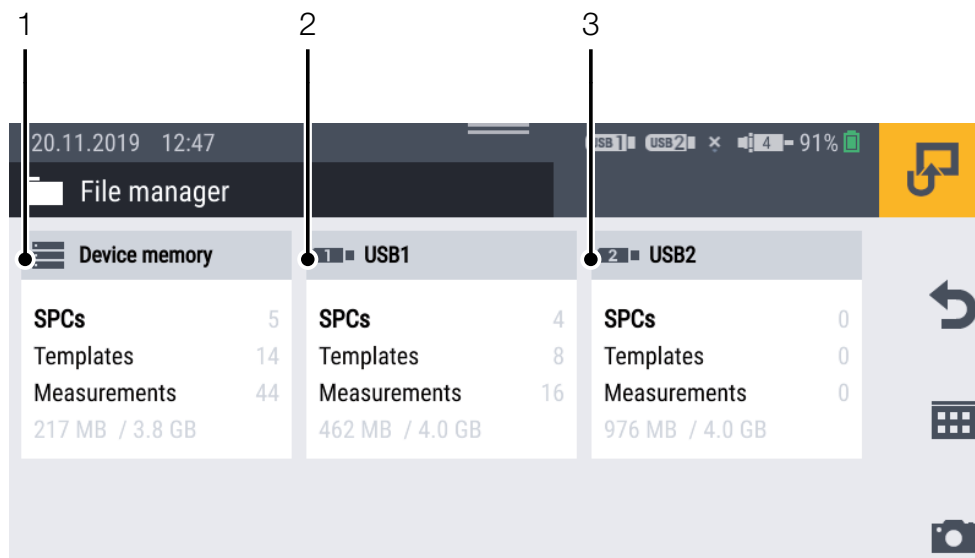 1 2 3
20.11.2019 12:47 USB 1 USB 2 4 91%
File manager
Device memory 1 USB1 2 USB2
SPCs 5 SPCs 4 SPCs 0
Templates 14 Templates 8 Templates 0
Measurements 44 Measurements 16 Measurements 0
217 MB / 3.8 GB 462 MB / 4.0 GB 976 MB / 4.0 GB